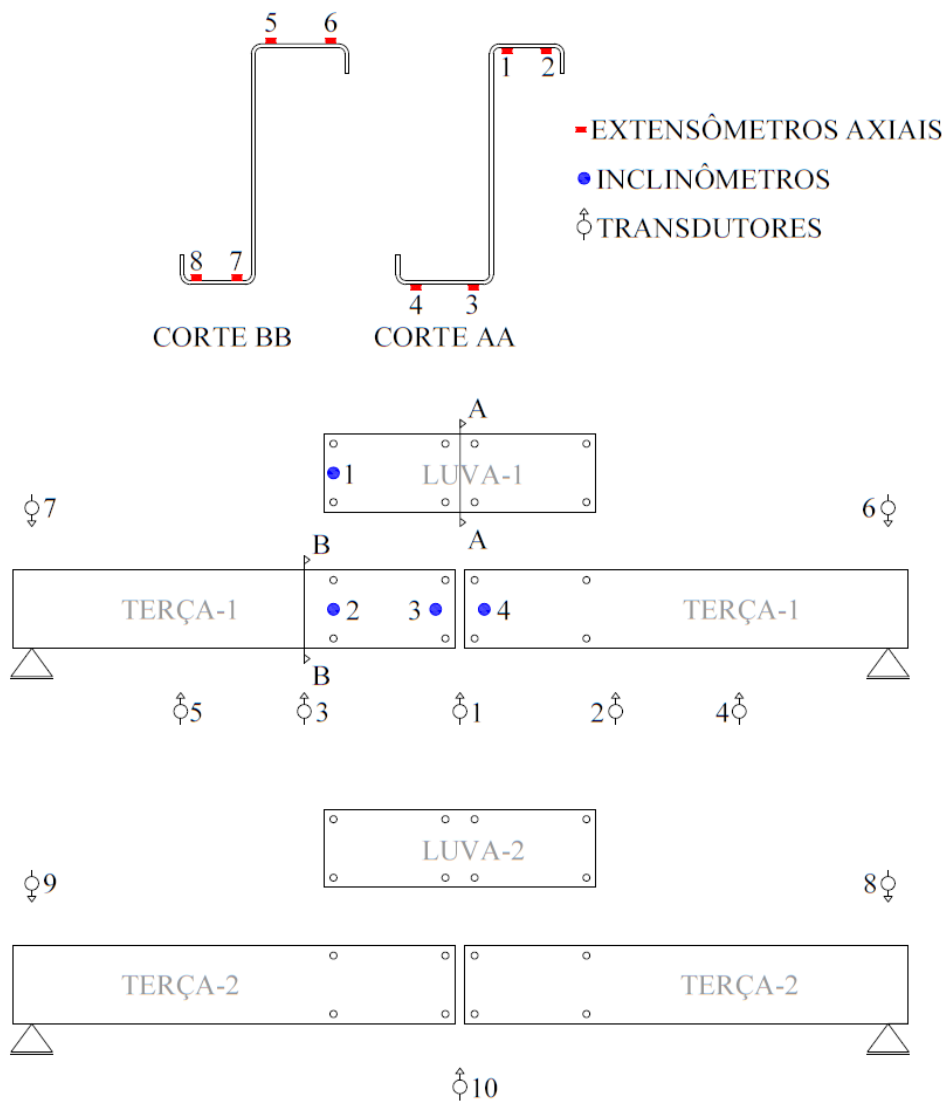 5 6
1 2
8 7
4 3
EXTENSÔMETROS AXIAIS
INCLINÔMETROS
TRANSDUTORES
CORTE BB
CORTE AA
A
1
LUVA-1
7
6
A
B
TERÇA-1
2
3
4
TERÇA-1
B
5
3
1
2
4
LUVA-2
9
8
TERÇA-2
TERÇA-2
10